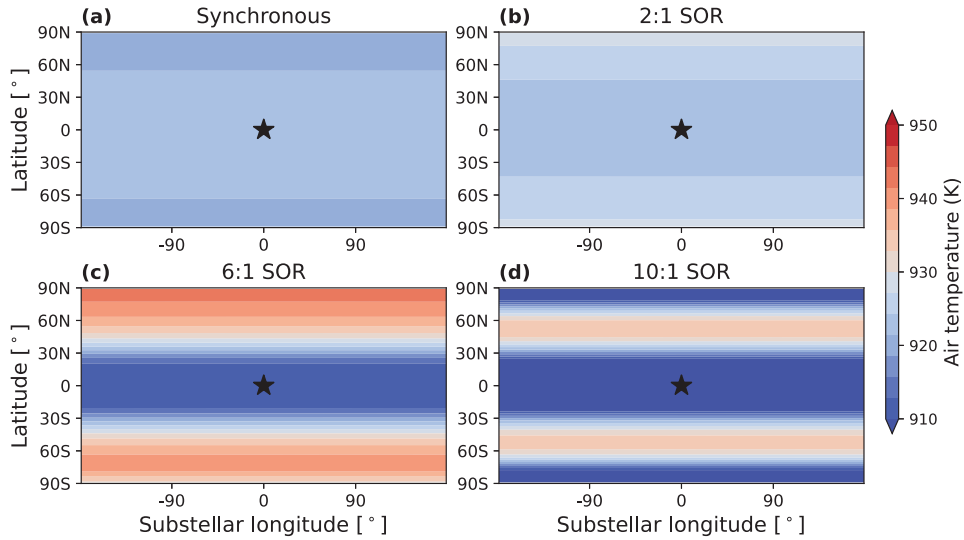 (a) Synchronous
(b) 2:1 SOR
90N
60N
30N
0
30S
60S
90S
Latitude [°]
-90 0 90
90N
60N
30N
0
30S
60S
90S
-90 0 90
(c) 6:1 SOR
(d) 10:1 SOR
90N
60N
30N
0
30S
60S
90S
Latitude [°]
-90 0 90
Substellar longitude [°]
90N
60N
30N
0
30S
60S
90S
-90 0 90
Substellar longitude [°]
950
940
930
920
910
Air temperature (K)